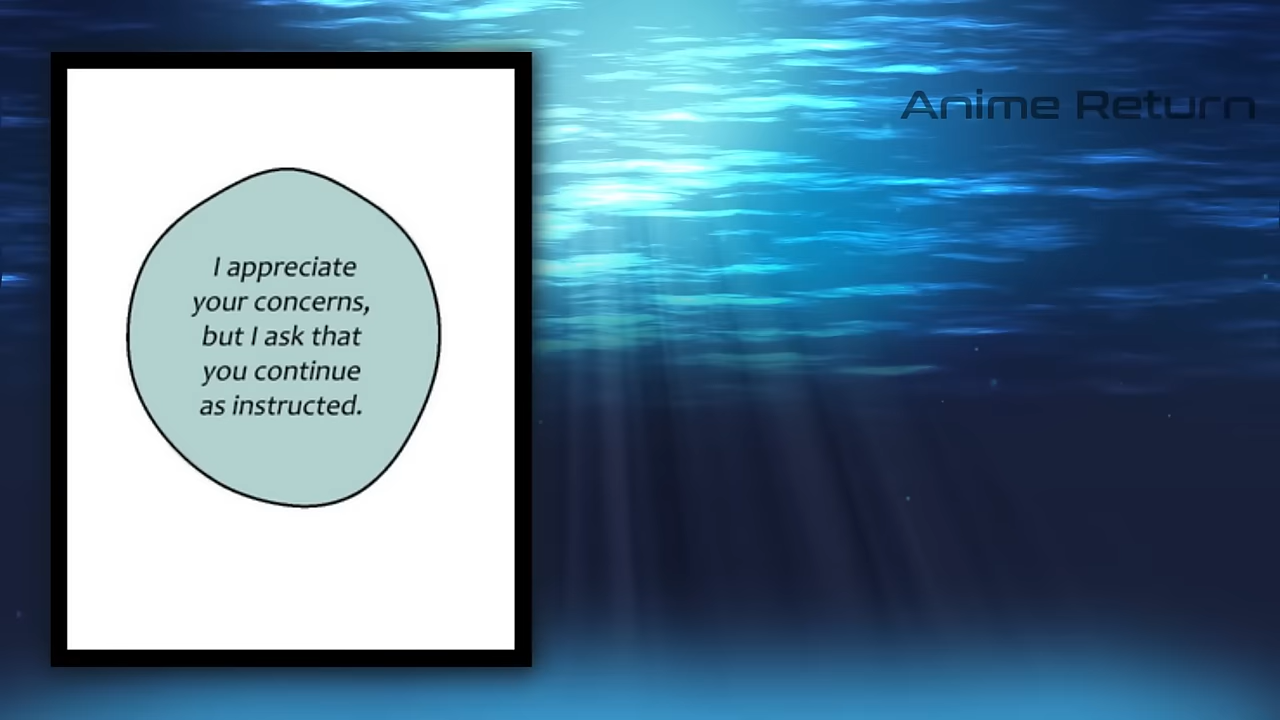 Anime Return
I appreciate
your concerns,
but I ask that
you continue
as instructed.